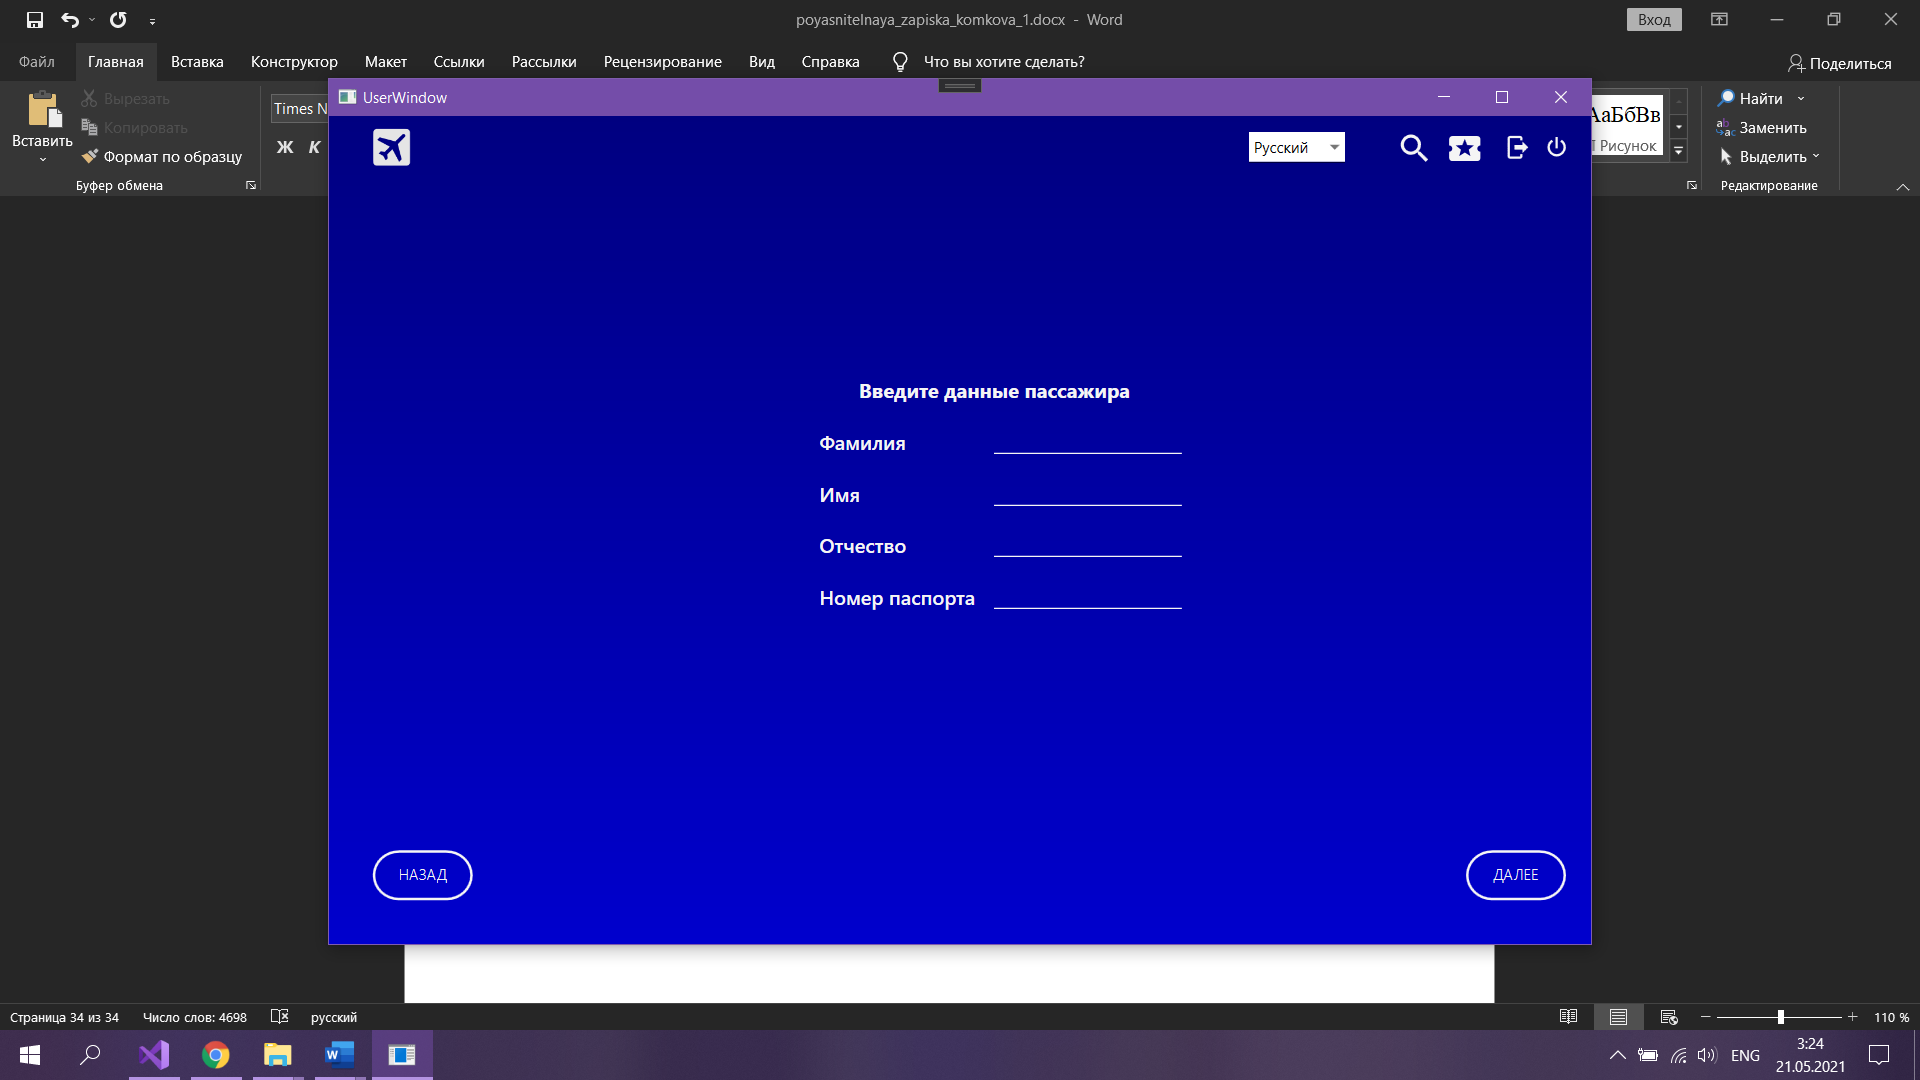 poyasnitelnaya_zapiska_komkova_1.docx - Word
Вход
Файл Главная Вставка Конструктор Макет Ссылки Рассылки Рецензирование Вид Справка Что вы хотите сделать? Поделиться
Вставить
Вырезать
Копировать
Формат по образцу
Буфер обмена
Times N
Ж К
АаБбВв
Рисунок
Найти
Заменить
Выделить
Редактирование
UserWindow
Русский
Введите данные пассажира
Фамилия
Имя
Отчество
Номер паспорта
НАЗАД
ДАЛЕЕ
Страница 34 из 34 Число слов: 4698 русский
110 %
ENG
3:24
21.05.2021